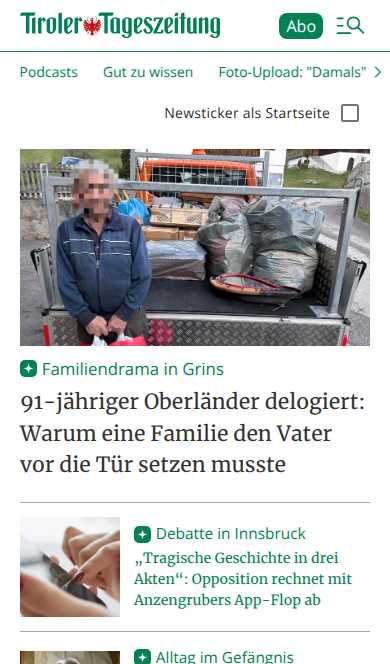 Tiroler Tageszeitung
Abo
Podcasts Gut zu wissen Foto-Upload: "Damals"
Newsticker als Startseite
Familiendrama in Grins
91-jähriger Oberländer delogiert:
Warum eine Familie den Vater
vor die Tür setzen musste
Debatte in Innsbruck
„Tragische Geschichte in drei
Akten“: Opposition rechnet mit
Anzengrubers App-Flop ab
Alltag im Gefängnis